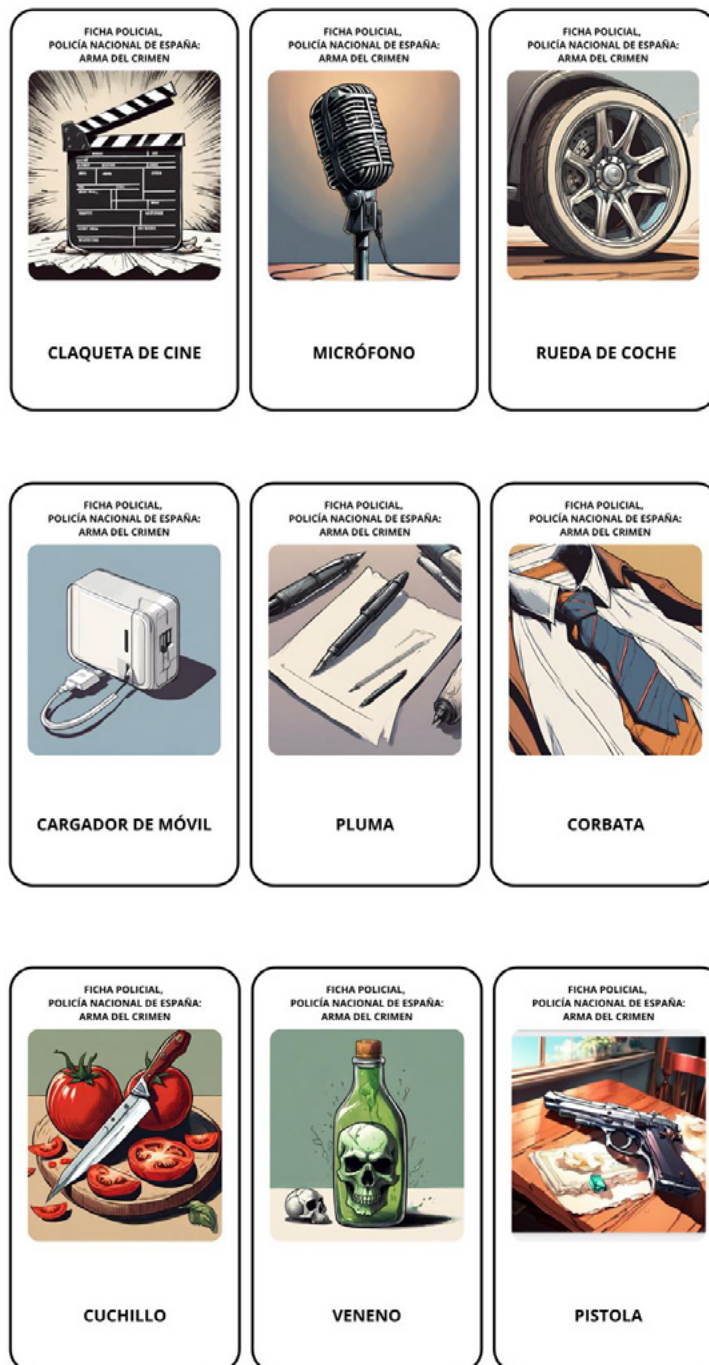 FICHA POLICIAL,
POLICÍA NACIONAL DE ESPAÑA:
ARMA DEL CRIMEN
CLAQUETA DE CINE
FICHA POLICIAL,
POLICÍA NACIONAL DE ESPAÑA:
ARMA DEL CRIMEN
MICRÓFONO
FICHA POLICIAL,
POLICÍA NACIONAL DE ESPAÑA:
ARMA DEL CRIMEN
RUEDA DE COCHE
FICHA POLICIAL,
POLICÍA NACIONAL DE ESPAÑA:
ARMA DEL CRIMEN
CARGADOR DE MÓVIL
FICHA POLICIAL,
POLICÍA NACIONAL DE ESPAÑA:
ARMA DEL CRIMEN
PLUMA
FICHA POLICIAL,
POLICÍA NACIONAL DE ESPAÑA:
ARMA DEL CRIMEN
CORBATA
FICHA POLICIAL,
POLICÍA NACIONAL DE ESPAÑA:
ARMA DEL CRIMEN
CUCHILLO
FICHA POLICIAL,
POLICÍA NACIONAL DE ESPAÑA:
ARMA DEL CRIMEN
VENENO
FICHA POLICIAL,
POLICÍA NACIONAL DE ESPAÑA:
ARMA DEL CRIMEN
PISTOLA